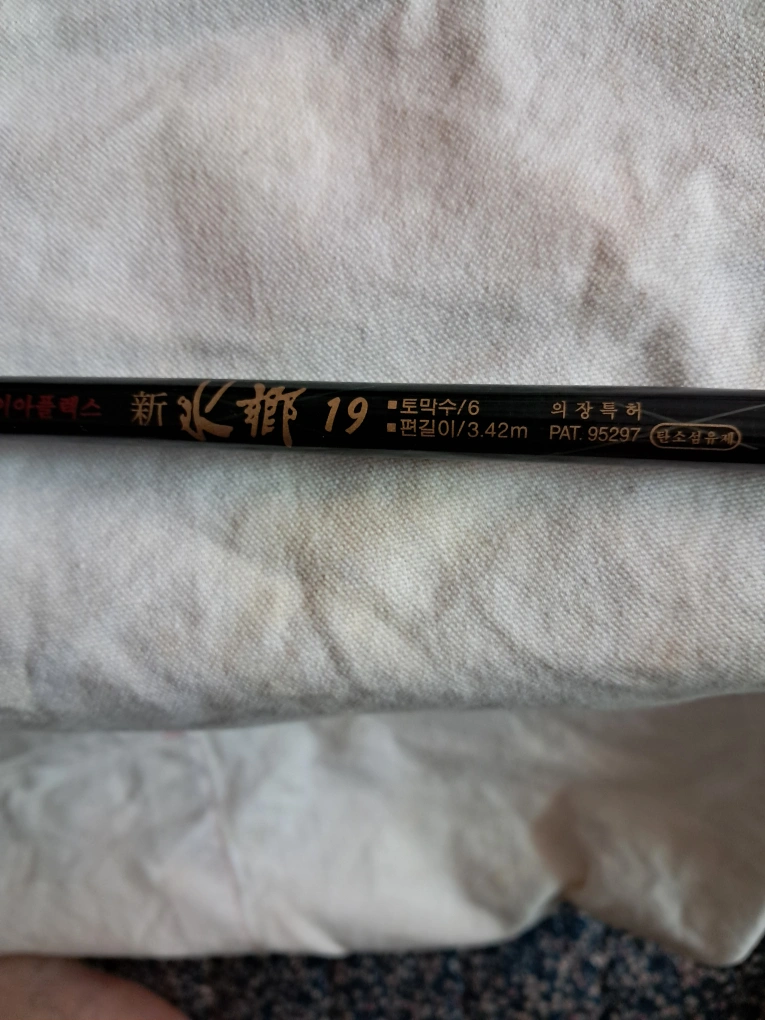 이아플렉스
新 水鄕 19
■토막수/6
■편길이/3.42m
의장특허
PAT. 95297
탄소섬유제